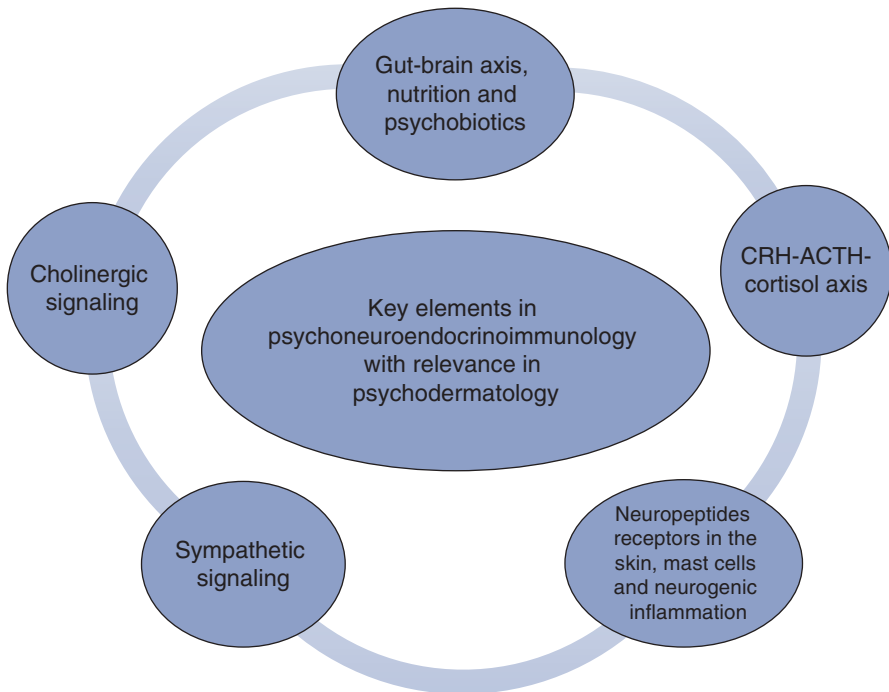 Gut-brain axis,
nutrition and
psychobiotics
CRH-ACTH-
cortisol axis
Neuropeptides
receptors in the
skin, mast cells
and neurogenic
inflammation
Sympathetic
signaling
Cholinergic
signaling
Key elements in
psychoneuroendocrinoimmunology
with relevance in
psychodermatology